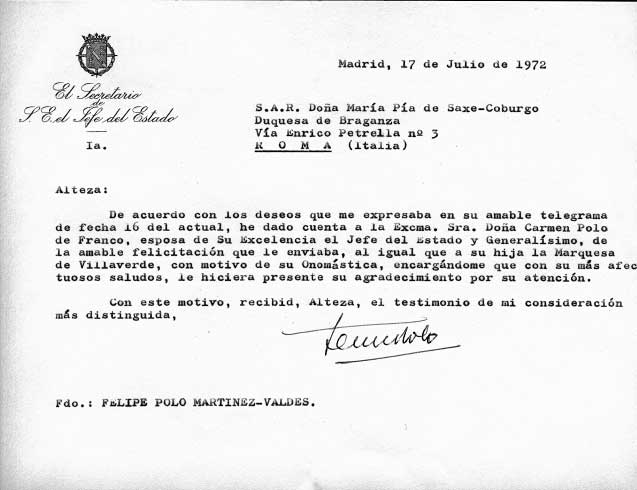 Madrid, 17 de Julio de 1972
El Secretario
de
S. E. el Jefe del Estado
Ia.
S.A.R. Doña María Pía de Saxe-Coburgo
Duquesa de Braganza
Vía Enrico Petrella nº 3
R O M A (Italia)
Alteza:
De acuerdo con los deseos que me expresaba en su amable telegrama
de fecha 16 del actual, he dado cuenta a la Excma. Sra. Doña Carmen Polo
de Franco, esposa de Su Excelencia el Jefe del Estado y Generalísimo, de
la amable felicitación que le enviaba, al igual que a su hija la Marquesa
de Villaverde, con motivo de su Onomástica, encargándome que con su más afec
tuosos saludos, le hiciera presente su agradecimiento por su atención.
Con este motivo, recibid, Alteza, el testimonio de mi consideración
más distinguida,
Fdo.: FELIPE POLO MARTINEZ-VALDES.